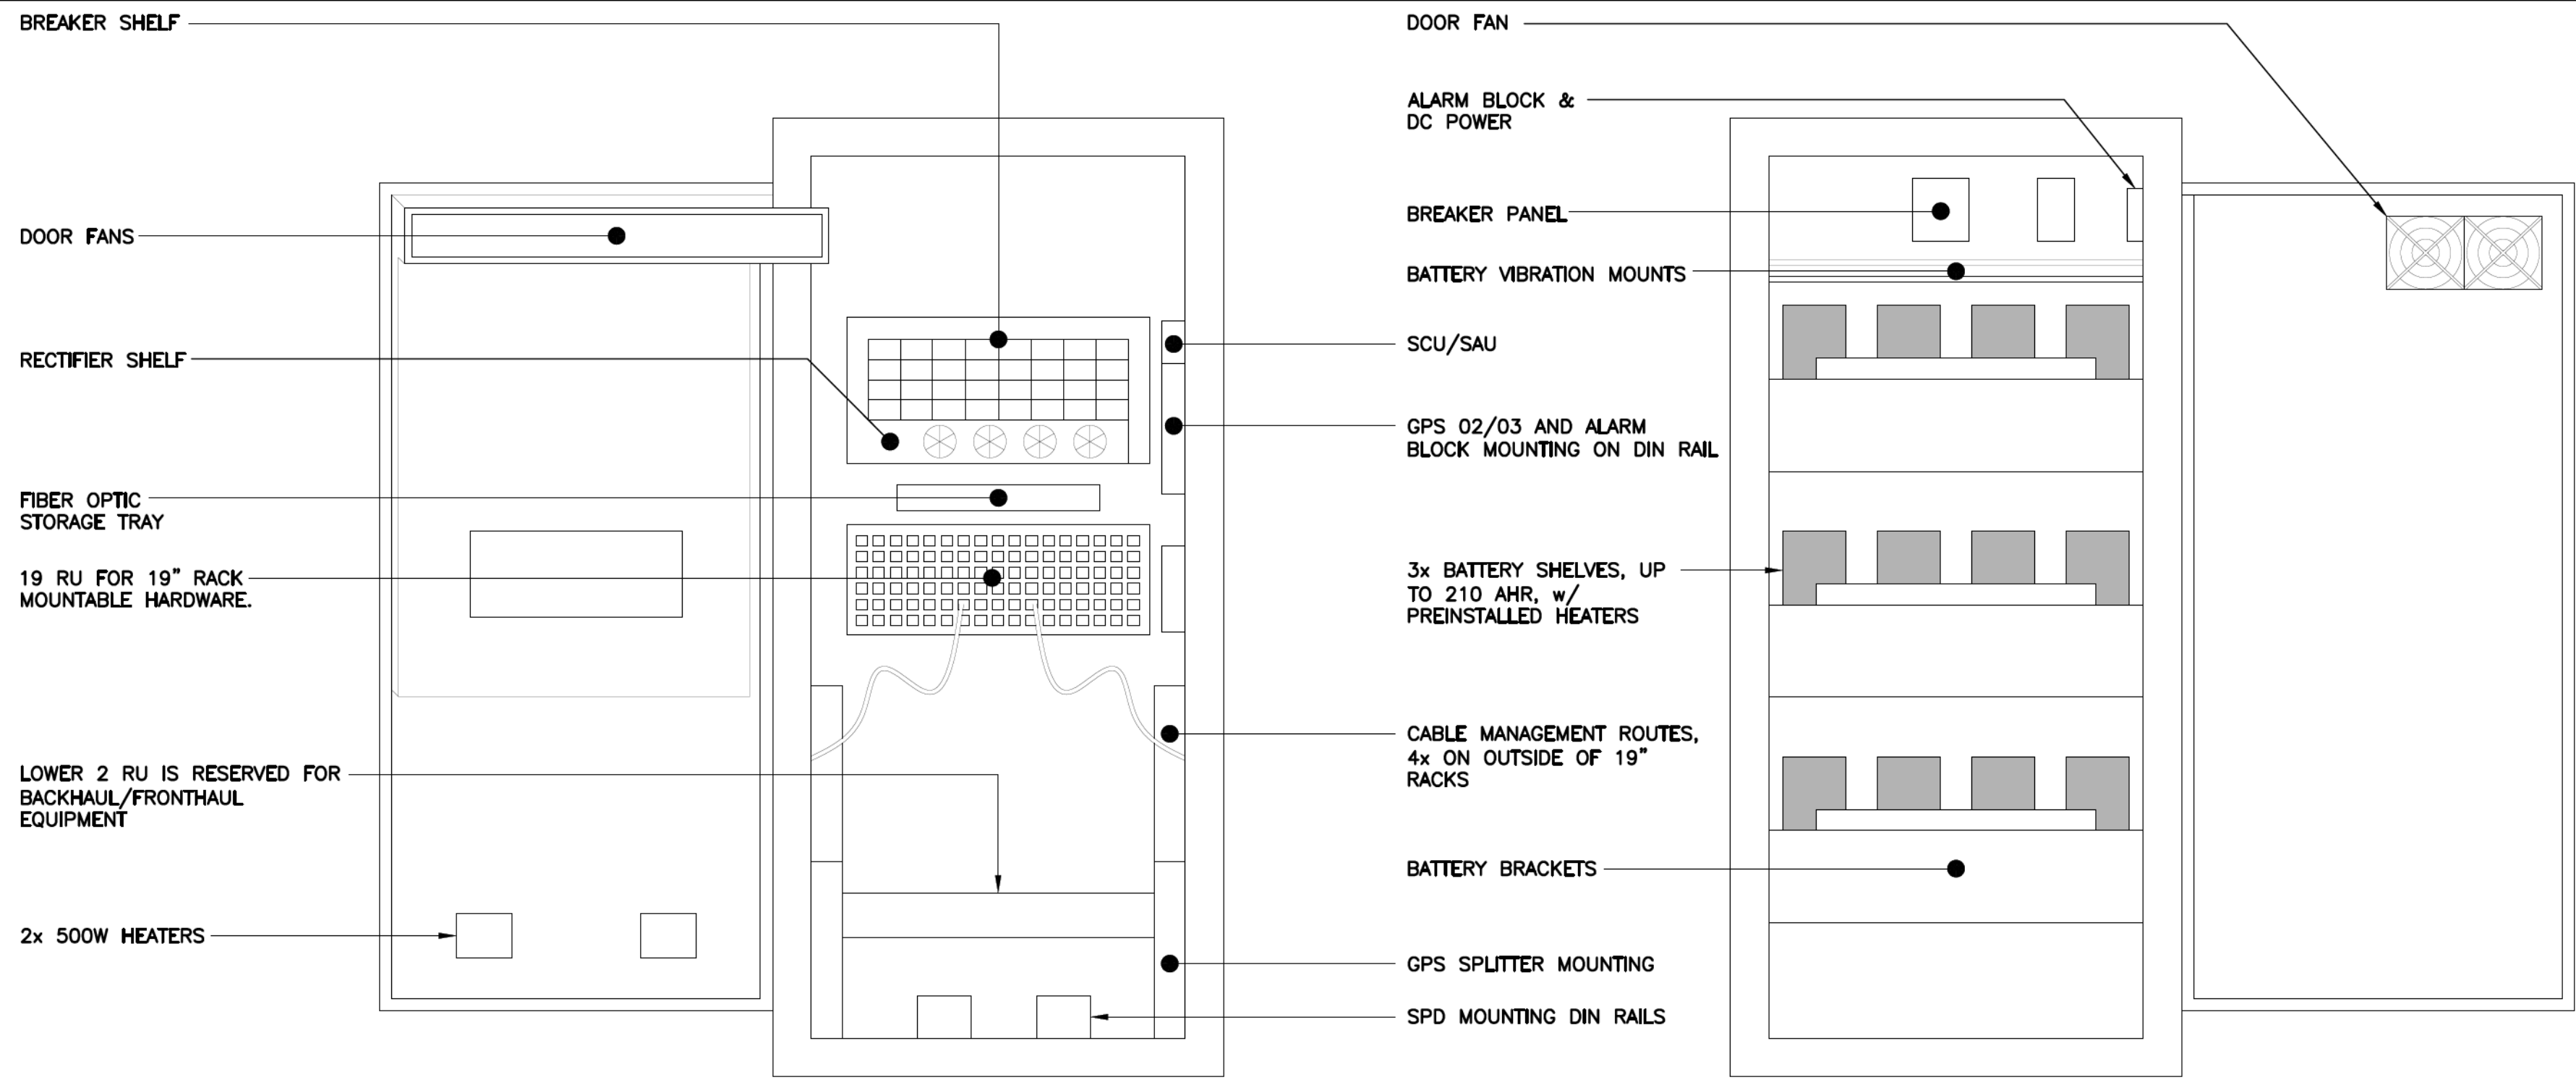 BREAKER SHELF
DOOR FANS
RECTIFIER SHELF
FIBER OPTIC
STORAGE TRAY
19 RU FOR 19" RACK
MOUNTABLE HARDWARE.
LOWER 2 RU IS RESERVED FOR
BACKHAUL/FRONTHAUL
EQUIPMENT
2x 500W HEATERS
DOOR FAN
ALARM BLOCK &
DC POWER
BREAKER PANEL
BATTERY VIBRATION MOUNTS
SCU/SAU
GPS 02/03 AND ALARM
BLOCK MOUNTING ON DIN RAIL
3x BATTERY SHELVES, UP
TO 210 AHR, w/
PREINSTALLED HEATERS
CABLE MANAGEMENT ROUTES,
4x ON OUTSIDE OF 19"
RACKS
BATTERY BRACKETS
GPS SPLITTER MOUNTING
SPD MOUNTING DIN RAILS